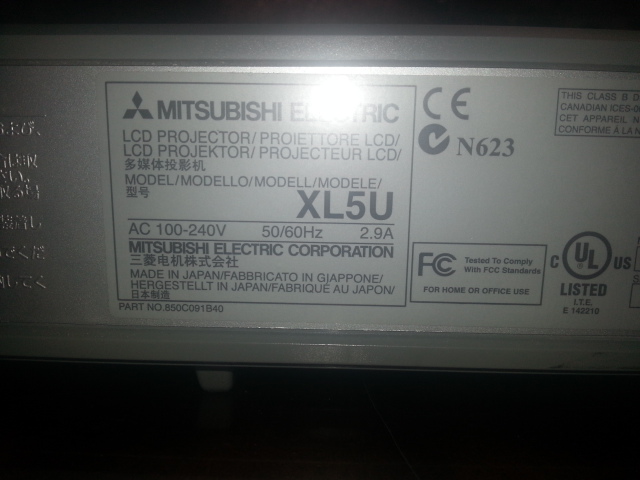 MITSUBISHI ELECTRIC
LCD PROJECTOR/PROIETTORE LCD/
LCD PROJEKTOR/PROJECTEUR LCD/
多媒体投影机
MODEL/MODELLO/MODELL/MODELE/
型号
XL5U
AC 100-240V 50/60Hz 2.9A
MITSUBISHI ELECTRIC CORPORATION
三菱电机株式会社
MADE IN JAPAN/FABBRICATO IN GIAPPONE/
HERGESTELLT IN JAPAN/FABRIQUÉ AU JAPON/
日本制造
PART NO.850C091B40
CE
N623
THIS CLASS B D
CANADIAN ICES-0
CET APPAREIL N
CONFORME À LA N
FC Tested To Comply
With FCC Standards
FOR HOME OR OFFICE USE
C UL US
LISTED
I.T.E.
E 142210